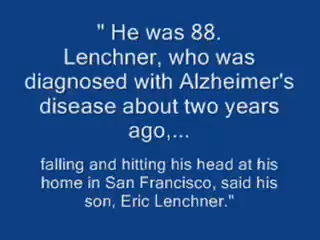 " He was 88.
Lenchner, who was
diagnosed with Alzheimer's
disease about two years
ago,...
falling and hitting his head at his
home in San Francisco, said his
son, Eric Lenchner."